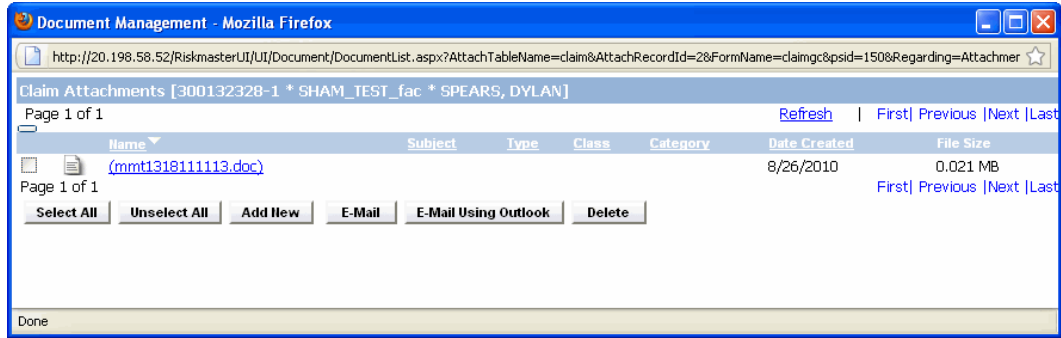 Document Management - Mozilla Firefox
http://20.198.58.52/RiskmasterUI/UI/Document/DocumentList.aspx?AttachTableName=claim&AttachRecordId=2&FormName=claimgc&psid=150&Regarding=Attachmer
Claim Attachments [300132328-1 * SHAM_TEST_fac * SPEARS, DYLAN]
Page 1 of 1 Refresh | First| Previous |Next |Last
Name Subject Type Class Category Date Created File Size
(mmt1318111113.doc) 8/26/2010 0.021 MB
Page 1 of 1 First| Previous |Next |Last
Select All Unselect All Add New E-Mail E-Mail Using Outlook Delete
Done